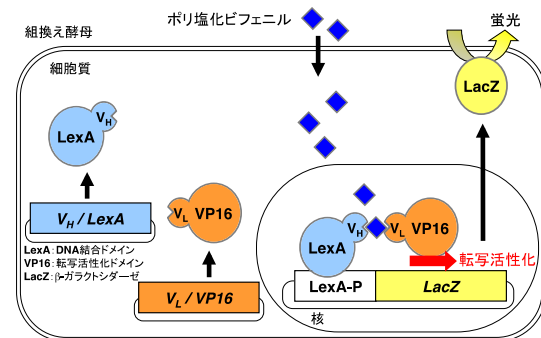 組換え酵母
ポリ塩化ビフェニル
蛍光
細胞質
LacZ
VH
LexA
VL
VP16
VH / LexA
LexA：DNA結合ドメイン
VP16：転写活性化ドメイン
LacZ：β-ガラクトシダーゼ
VL / VP16
VH
LexA
VL
VP16
転写活性化
LexA-P
LacZ
核